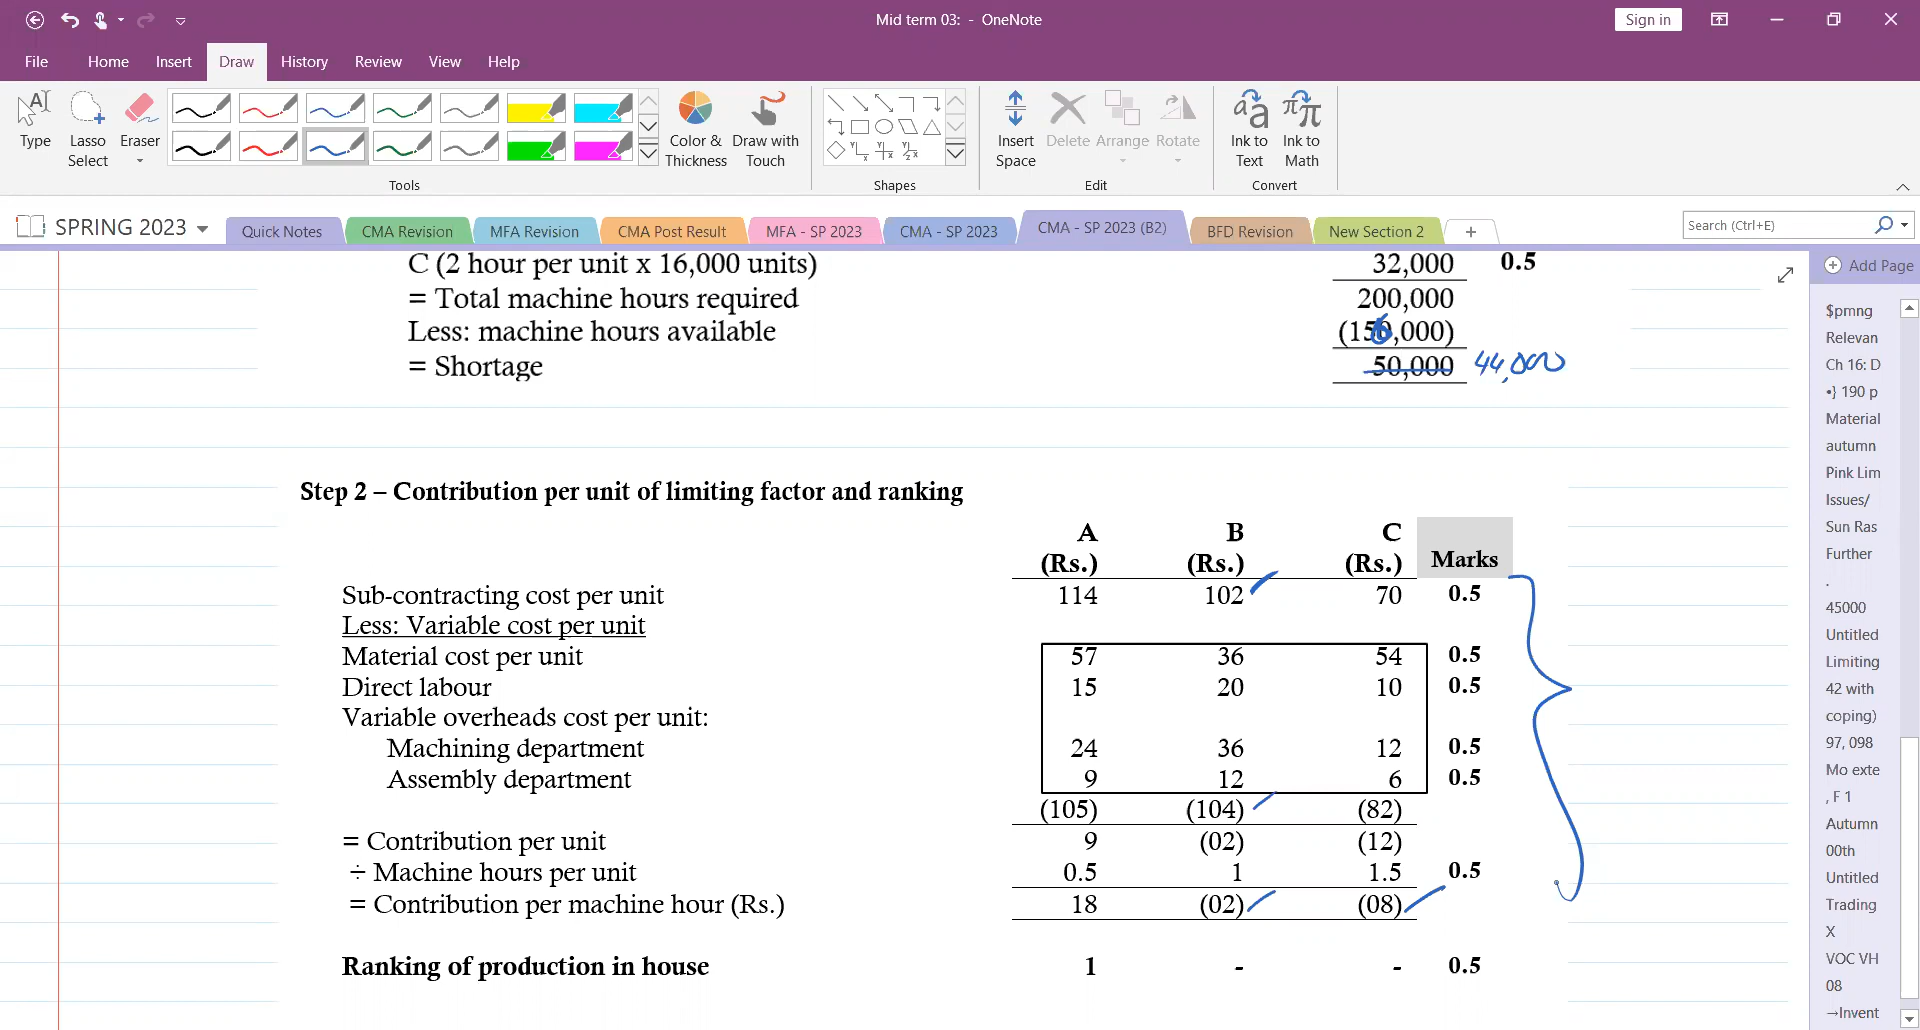 Mid term 03: - OneNote
Sign in
File Home Insert Draw History Review View Help
Type
Lasso Select
Eraser
Color & Thickness
Draw with Touch
Insert Space
Delete
Arrange
Rotate
Ink to Text
Ink to Math
Tools Shapes Edit Convert
SPRING 2023
Quick Notes CMA Revision MFA Revision CMA Post Result MFA - SP 2023 CMA - SP 2023 CMA - SP 2023 (B2) BFD Revision New Section 2 +
Search (Ctrl+E)
C (2 hour per unit x 16,000 units) 32,000 0.5
= Total machine hours required 200,000
Less: machine hours available (156,000)
= Shortage 50,000 44,000
Step 2 – Contribution per unit of limiting factor and ranking
A B C
(Rs.) (Rs.) (Rs.) Marks
Sub-contracting cost per unit 114 102 70 0.5
Less: Variable cost per unit
Material cost per unit 57 36 54 0.5
Direct labour 15 20 10 0.5
Variable overheads cost per unit:
Machining department 24 36 12 0.5
Assembly department 9 12 6 0.5
(105) (104) (82)
= Contribution per unit 9 (02) (12)
÷ Machine hours per unit 0.5 1 1.5 0.5
= Contribution per machine hour (Rs.) 18 (02) (08)
Ranking of production in house 1 - - 0.5
Add Page
$pmng
Relevan
Ch 16: D
•} 190 p
Material
autumn
Pink Lim
Issues/
Sun Ras
Further
.
45000
Untitled
Limiting
42 with
coping)
97, 098
Mo exte
, F 1
Autumn
00th
Untitled
Trading
X
VOC VH
08
→Invent